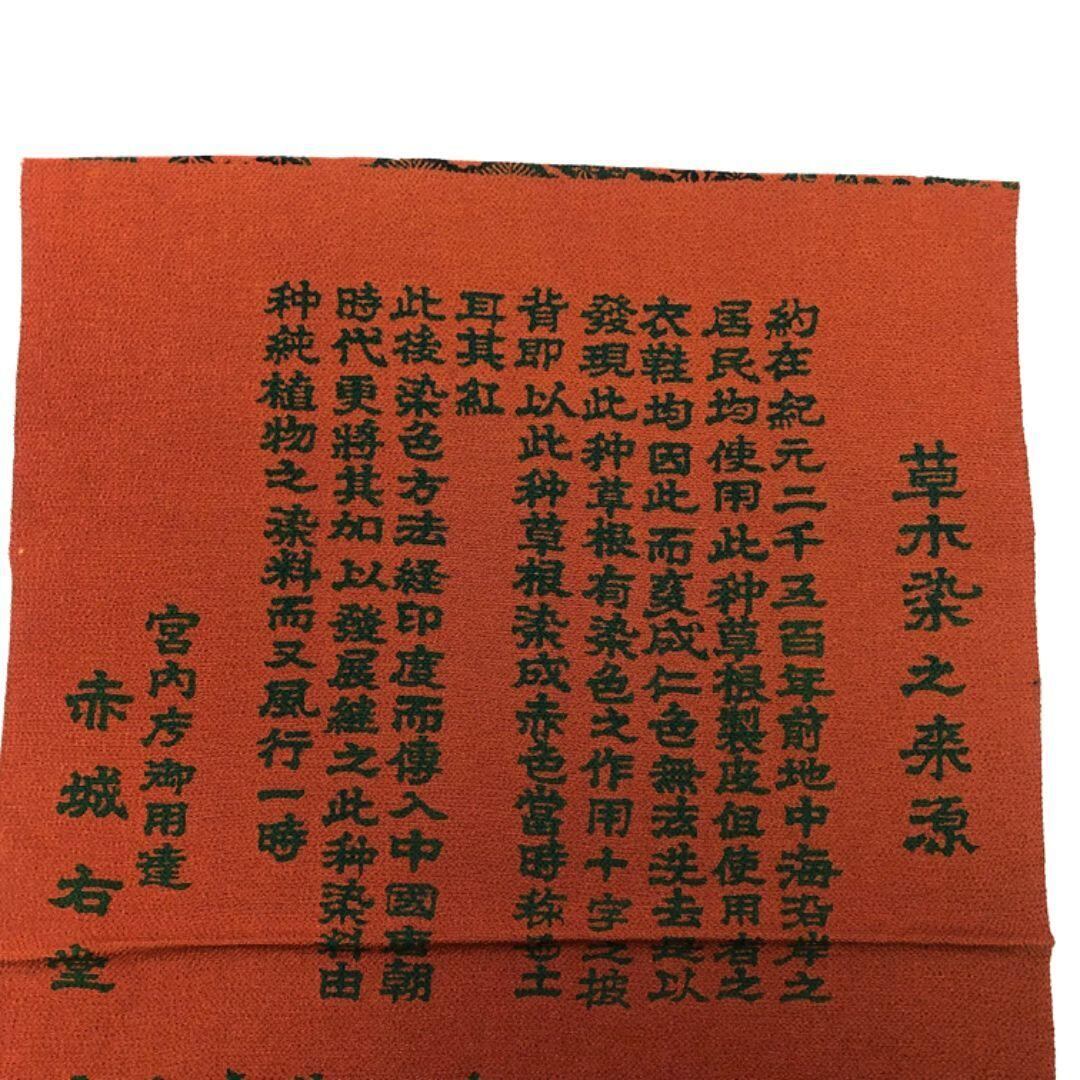 草木染之来源
約在紀元二千五百年前地中海沿岸之
居民均使用此种草根製度但使用者之
衣鞋均因此而変成仁色無法洗去是以
發現此种草根有染色之作用十字之披
背即以此种草根染成赤色當時株也土
耳其紅
此後染色方法経印度而傳入中國唐朝
時代更將其加以發展継之此种染料由
种純植物之染料而又風行一時
宮内庁御用達
赤城右堂